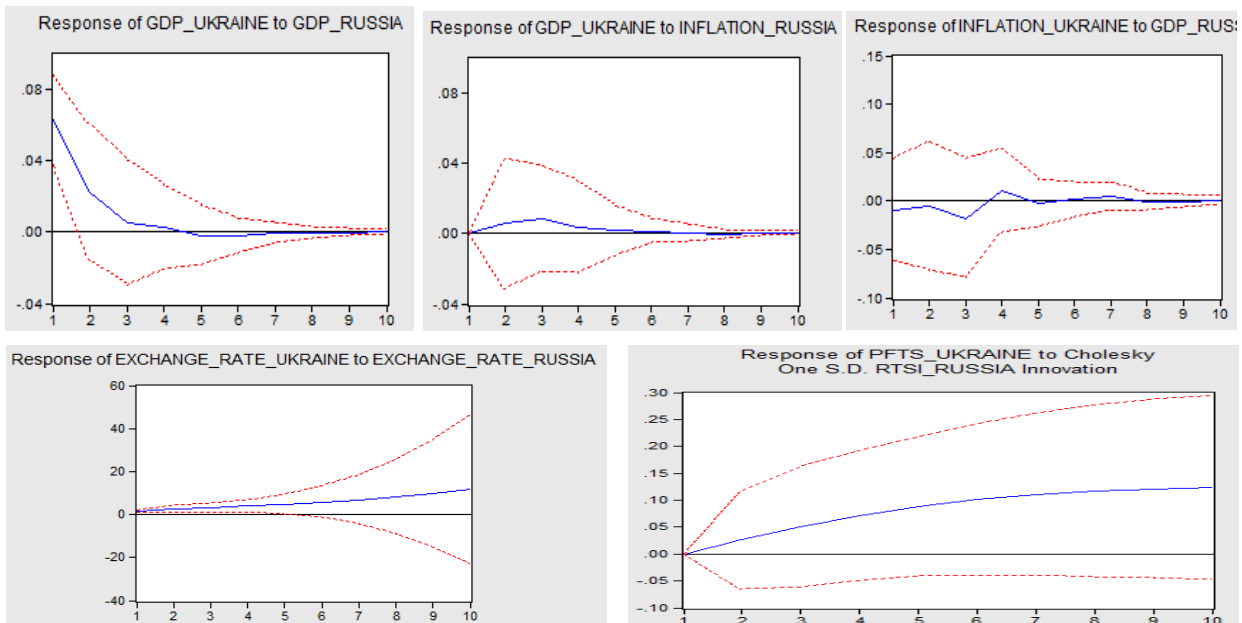 Response of GDP_UKRAINE to GDP_RUSSIA
.08
.04
.00
-.04
1 2 3 4 5 6 7 8 9 10
Response of GDP_UKRAINE to INFLATION_RUSSIA
.08
.04
.00
-.04
1 2 3 4 5 6 7 8 9 10
Response of INFLATION_UKRAINE to GDP_RUSS
.15
.10
.05
.00
-.05
-.10
1 2 3 4 5 6 7 8 9 10
Response of EXCHANGE_RATE_UKRAINE to EXCHANGE_RATE_RUSSIA
60
40
20
0
-20
-40
1 2 3 4 5 6 7 8 9 10
Response of PFTS_UKRAINE to Cholesky
One S.D. RTSI_RUSSIA Innovation
.30
.25
.20
.15
.10
.05
.00
-.05
-.10
1 2 3 4 5 6 7 8 9 10